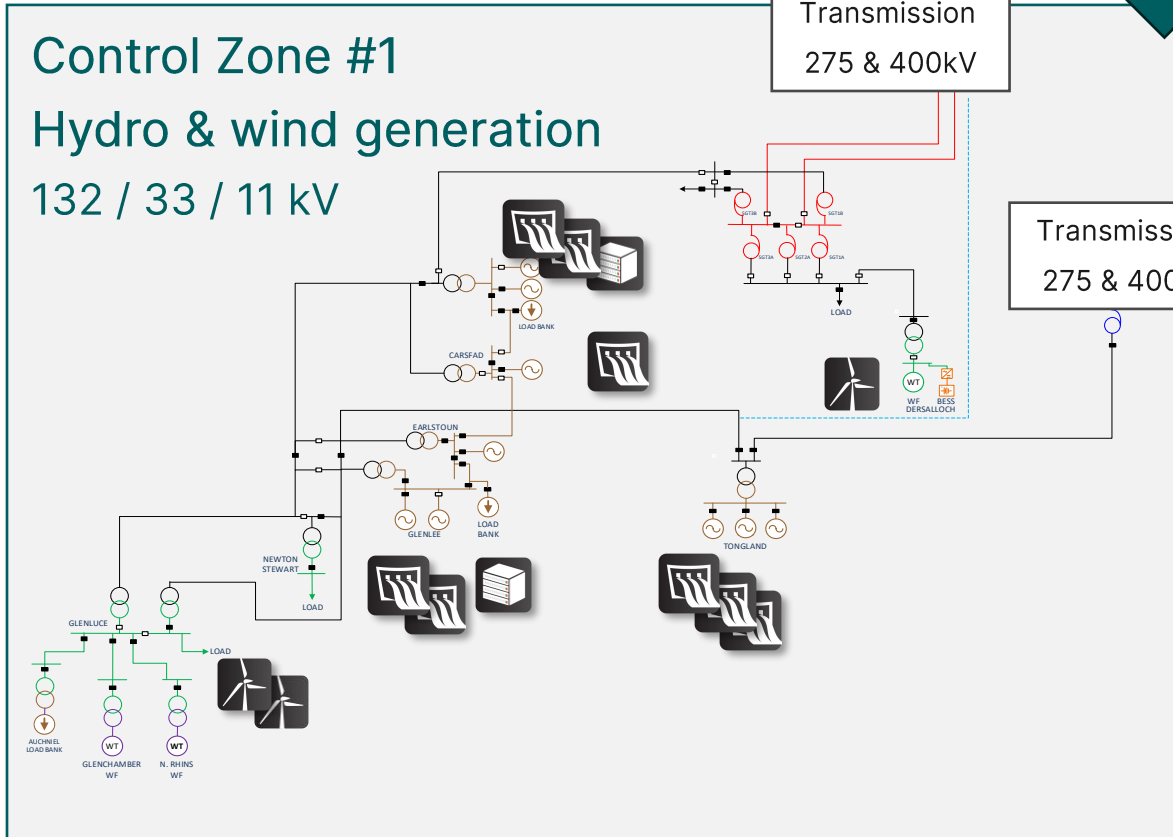 Transmission
275 & 400kV
Control Zone #1
Hydro & wind generation
132 / 33 / 11 kV
Transmiss
275 & 400
SGT3B
SGT1B
SGT3A
SGT2A
SGT1A
LOAD
LOAD BANK
CARSFAD
WT
WF
DERSALLOCH
BESS
EARLSTOUN
GLENLEE
LOAD
BANK
TONGLAND
NEWTON
STEWART
LOAD
GLENLUCE
LOAD
AUCHNIEL
LOAD BANK
WT
GLENCHAMBER
WF
WT
N. RHINS
WF